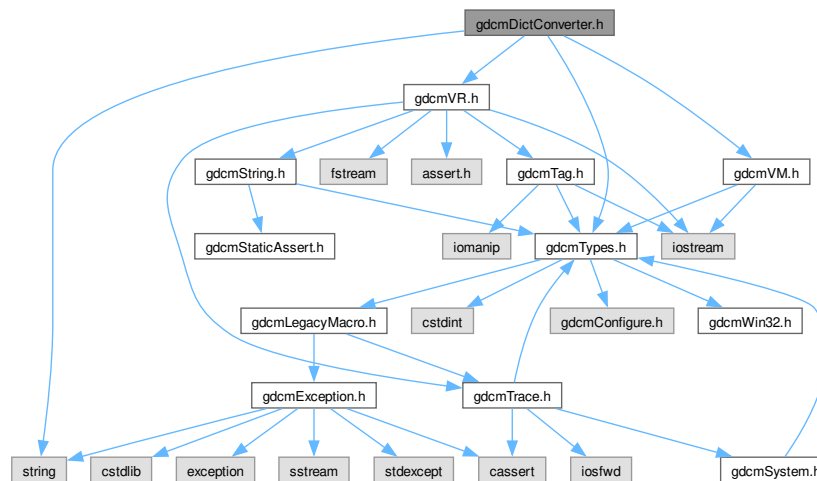 gdcmDictConverter.h
gdcmVR.h
gdcmString.h
fstream
assert.h
gdcmTag.h
gdcmVM.h
gdcmStaticAssert.h
iomanip
gdcmTypes.h
iostream
gdcmLegacyMacro.h
cstdint
gdcmConfigure.h
gdcmWin32.h
gdcmException.h
gdcmTrace.h
string
cstdlib
exception
sstream
stdexcept
cassert
iosfwd
gdcmSystem.h